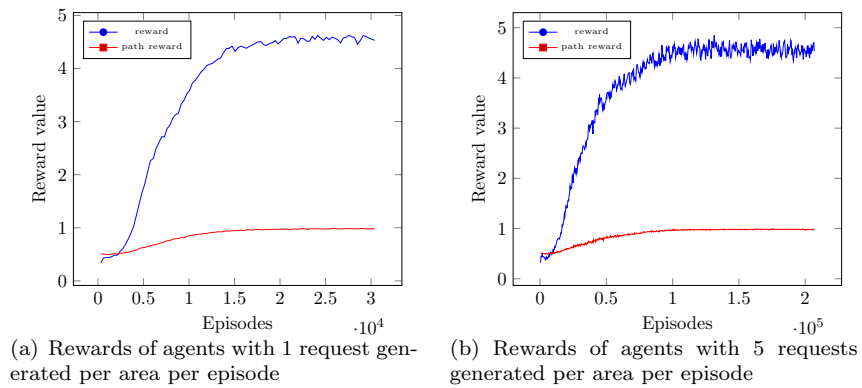 reward
path reward
5
4
3
2
1
0
Reward value
0
0.5
1
1.5
2
2.5
3
Episodes
·10^4
(a) Rewards of agents with 1 request gen-
erated per area per episode
reward
path reward
5
4
3
2
1
0
Reward value
0
0.5
1
1.5
2
Episodes
·10^5
(b) Rewards of agents with 5 requests
generated per area per episode